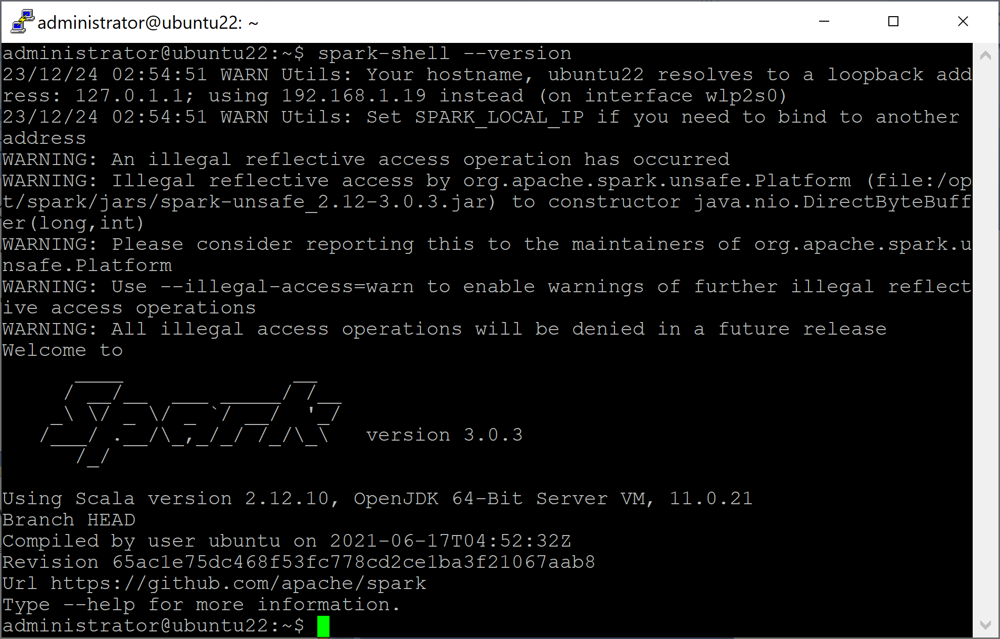 administrator@ubuntu22: ~
administrator@ubuntu22:~$ spark-shell --version
23/12/24 02:54:51 WARN Utils: Your hostname, ubuntu22 resolves to a loopback add
ress: 127.0.1.1; using 192.168.1.19 instead (on interface wlp2s0)
23/12/24 02:54:51 WARN Utils: Set SPARK_LOCAL_IP if you need to bind to another
address
WARNING: An illegal reflective access operation has occurred
WARNING: Illegal reflective access by org.apache.spark.unsafe.Platform (file:/op
t/spark/jars/spark-unsafe_2.12-3.0.3.jar) to constructor java.nio.DirectByteBuff
er(long,int)
WARNING: Please consider reporting this to the maintainers of org.apache.spark.u
nsafe.Platform
WARNING: Use --illegal-access=warn to enable warnings of further illegal reflect
ive access operations
WARNING: All illegal access operations will be denied in a future release
Welcome to
      ____              __
     / __/__  ___ _____/ /__
    _\ \/ _ \/ _ `/ __/  '_/
   /___/ .__/\_,_/_/ /_/\_\   version 3.0.3
      /_/
Using Scala version 2.12.10, OpenJDK 64-Bit Server VM, 11.0.21
Branch HEAD
Compiled by user ubuntu on 2021-06-17T04:52:32Z
Revision 65ac1e75dc468f53fc778cd2ce1ba3f21067aab8
Url https://github.com/apache/spark
Type --help for more information.
administrator@ubuntu22:~$